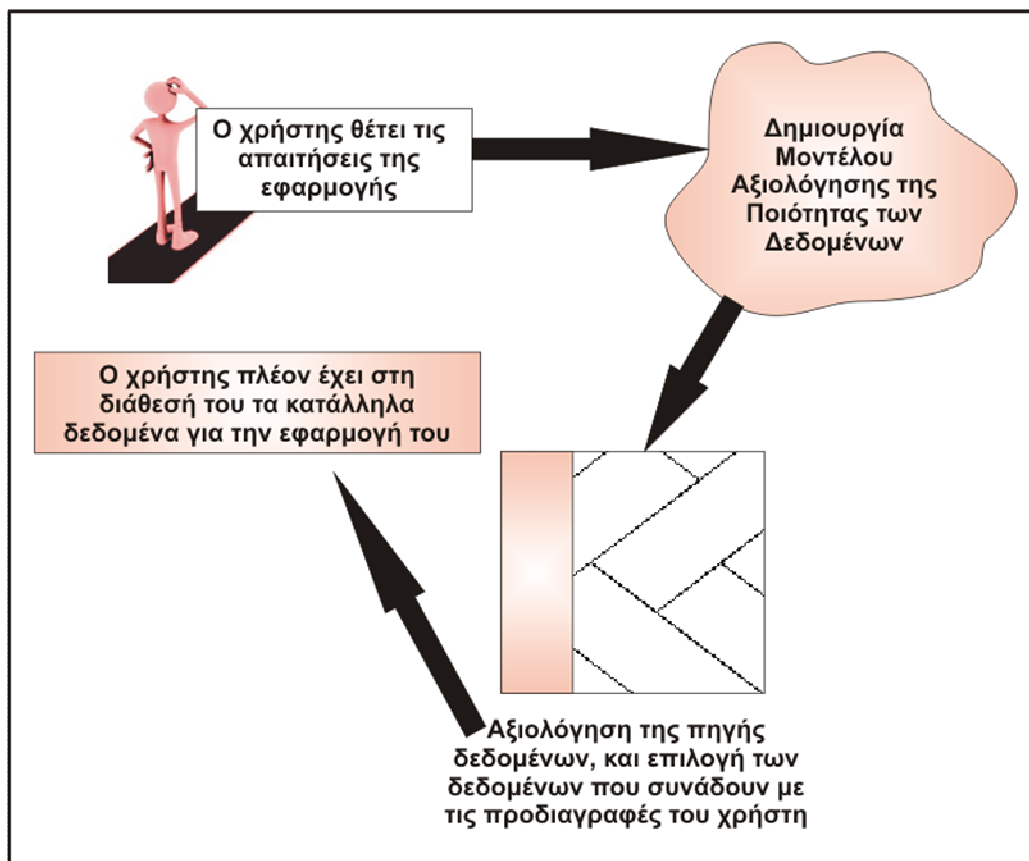 Ο χρήστης θέτει τις
απαιτήσεις της
εφαρμογής
Δημιουργία
Μοντέλου
Αξιολόγησης της
Ποιότητας των
Δεδομένων
Αξιολόγηση της πηγής
δεδομένων, και επιλογή των
δεδομένων που συνάδουν με
τις προδιαγραφές του χρήστη
Ο χρήστης πλέον έχει στη
διάθεσή του τα κατάλληλα
δεδομένα για την εφαρμογή του